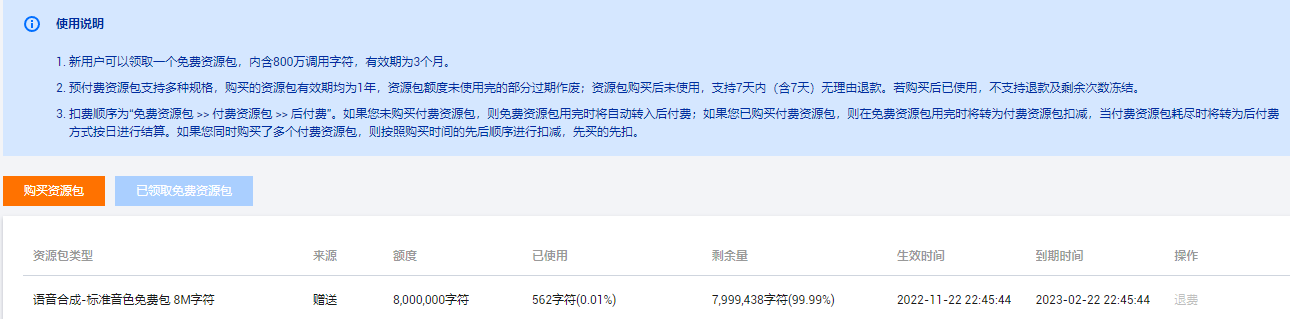 使用说明
1. 新用户可以领取一个免费资源包，内含800万调用字符，有效期为3个月。
2. 预付费资源包支持多种规格，购买的资源包有效期均为1年，资源包额度未使用完的部分过期作废；资源包购买后未使用，支持7天内（含7天）无理由退款。若购买后已使用，不支持退款及剩余次数冻结。
3. 扣费顺序为“免费资源包 >> 付费资源包 >> 后付费”。如果您未购买付费资源包，则免费资源包用完时将自动转入后付费；如果您已购买付费资源包，则在免费资源包用完时将转为付费资源包扣减，当付费资源包耗尽时将转为后付费
方式按日进行结算。如果您同时购买了多个付费资源包，则按照购买时间的先后顺序进行扣减，先买的先扣。
购买资源包 已领取免费资源包
资源包类型 来源 额度 已使用 剩余量 生效时间 到期时间 操作
语音合成-标准音色免费包 8M字符 赠送 8,000,000字符 562字符(0.01%) 7,999,438字符(99.99%) 2022-11-22 22:45:44 2023-02-22 22:45:44 退费